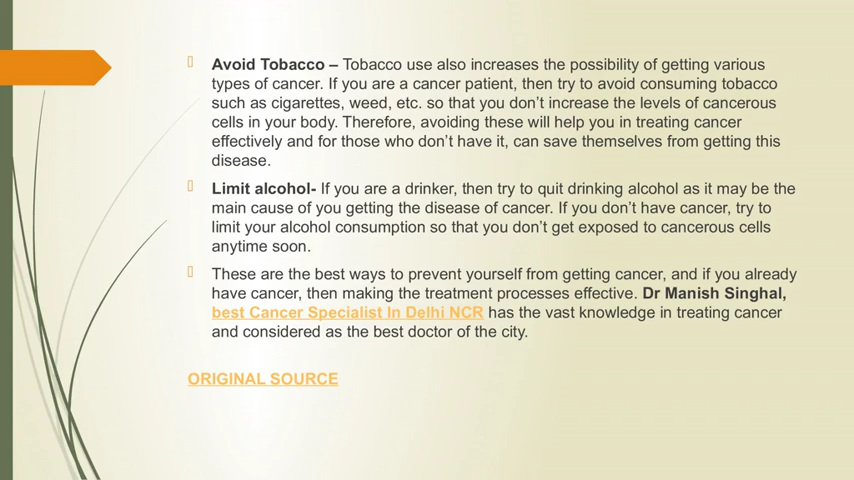 Avoid Tobacco – Tobacco use also increases the possibility of getting various
types of cancer. If you are a cancer patient, then try to avoid consuming tobacco
such as cigarettes, weed, etc. so that you don’t increase the levels of cancerous
cells in your body. Therefore, avoiding these will help you in treating cancer
effectively and for those who don’t have it, can save themselves from getting this
disease.
Limit alcohol- If you are a drinker, then try to quit drinking alcohol as it may be the
main cause of you getting the disease of cancer. If you don’t have cancer, try to
limit your alcohol consumption so that you don’t get exposed to cancerous cells
anytime soon.
These are the best ways to prevent yourself from getting cancer, and if you already
have cancer, then making the treatment processes effective. Dr Manish Singhal,
best Cancer Specialist In Delhi NCR has the vast knowledge in treating cancer
and considered as the best doctor of the city.
ORIGINAL SOURCE